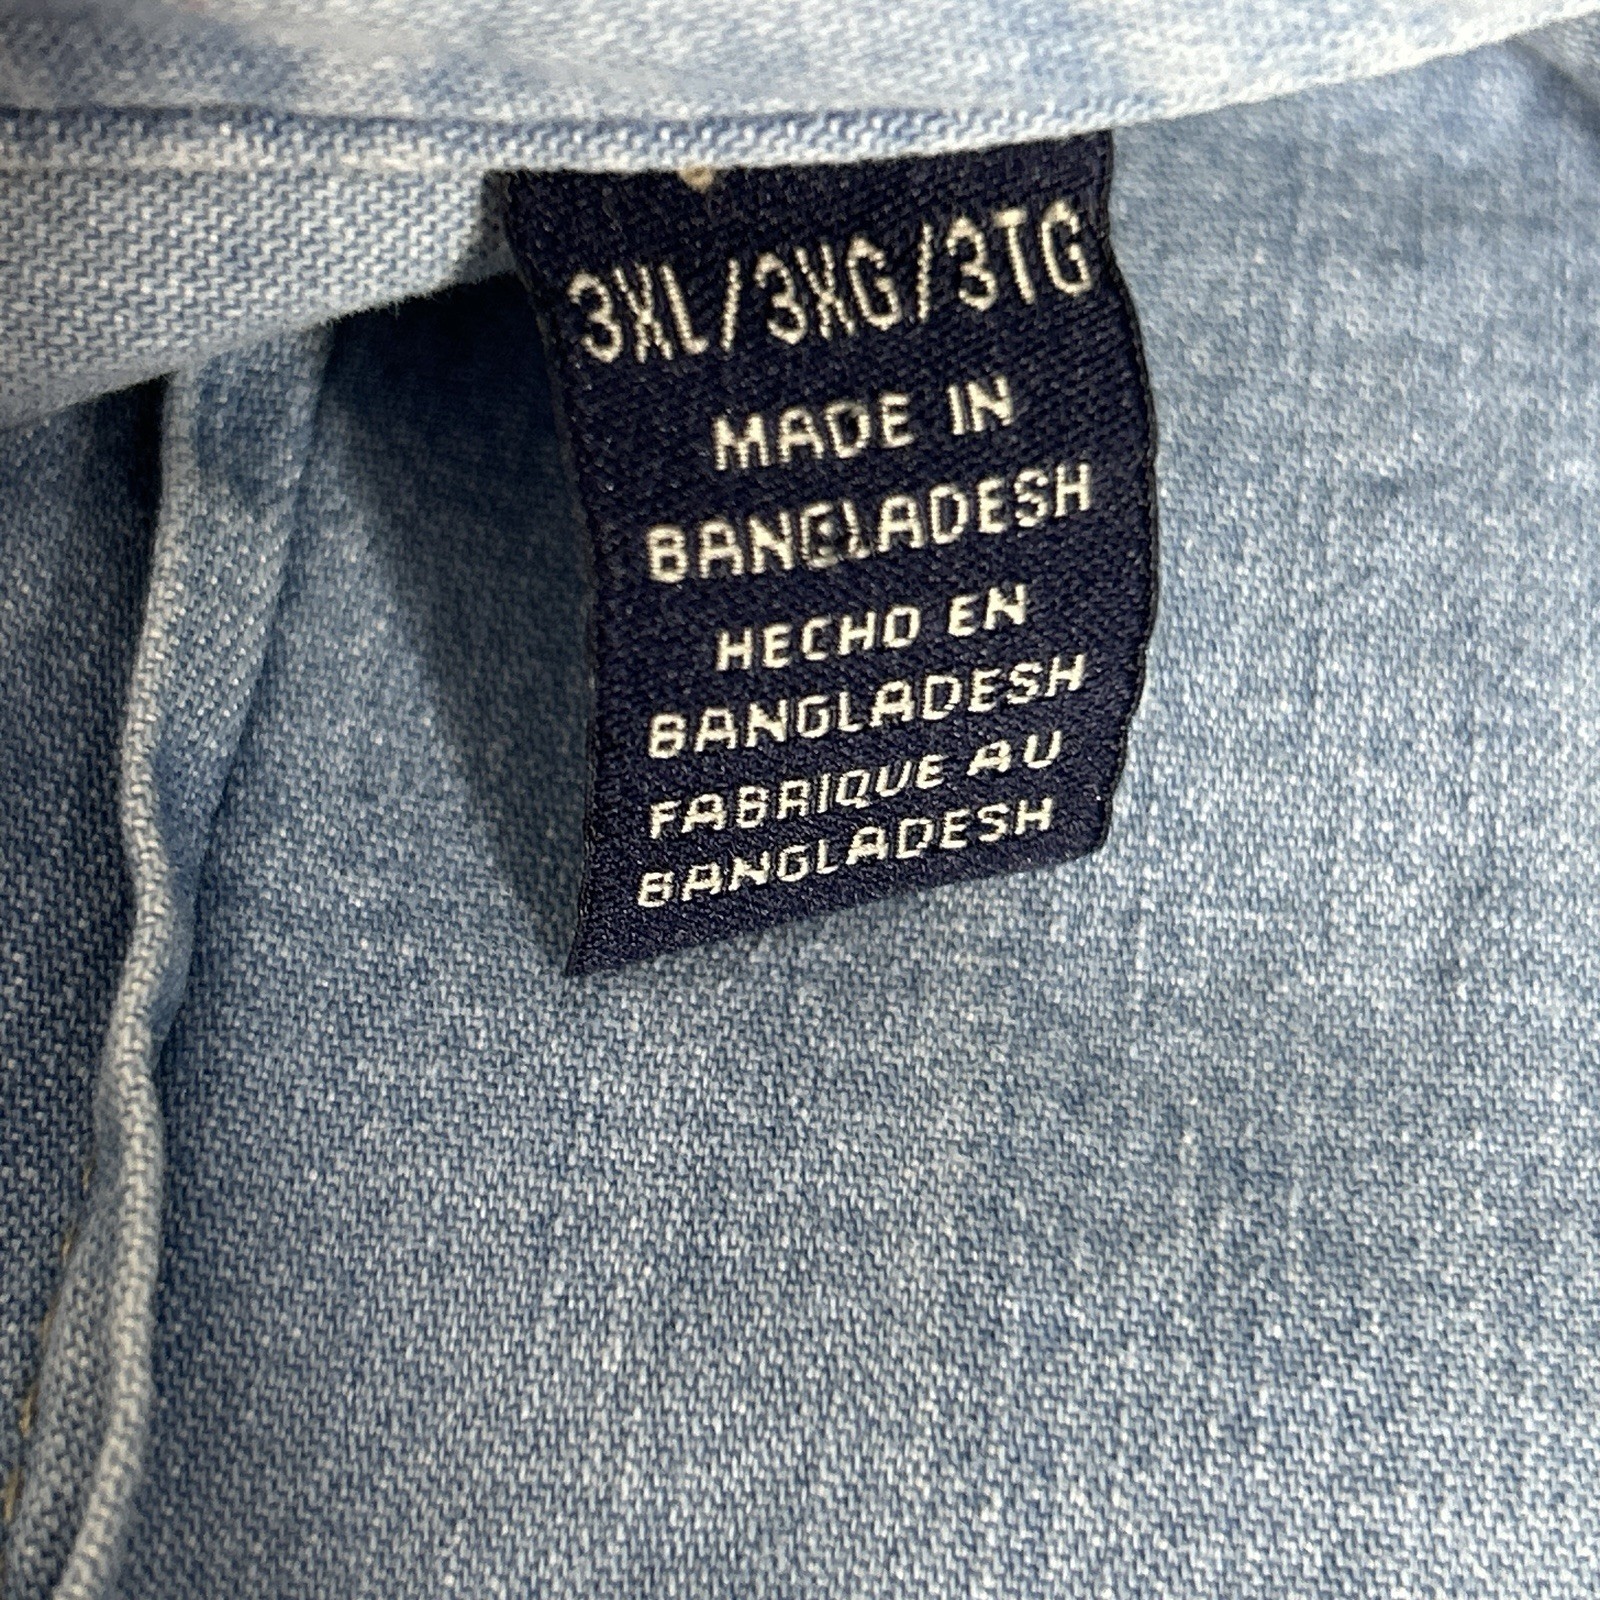 3XL/3XG/3TG
MADE IN
BANGLADESH
HECHO EN
BANGLADESH
FABRIQUE AU
BANGLADESH